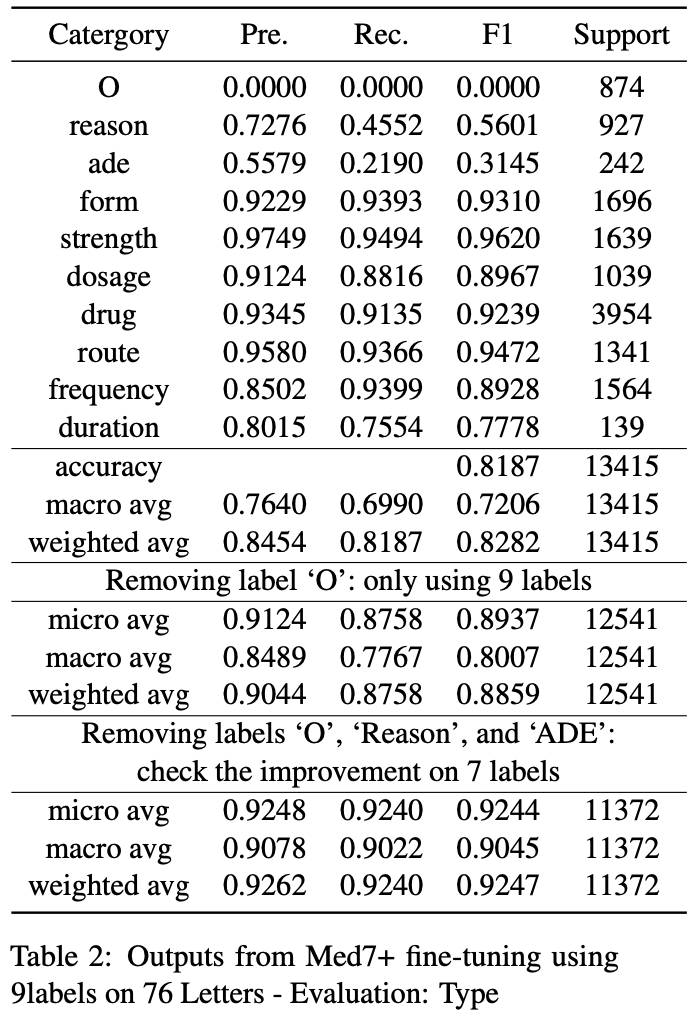 Catergory Pre. Rec. F1 Support
O 0.0000 0.0000 0.0000 874
reason 0.7276 0.4552 0.5601 927
ade 0.5579 0.2190 0.3145 242
form 0.9229 0.9393 0.9310 1696
strength 0.9749 0.9494 0.9620 1639
dosage 0.9124 0.8816 0.8967 1039
drug 0.9345 0.9135 0.9239 3954
route 0.9580 0.9366 0.9472 1341
frequency 0.8502 0.9399 0.8928 1564
duration 0.8015 0.7554 0.7778 139
accuracy 0.8187 13415
macro avg 0.7640 0.6990 0.7206 13415
weighted avg 0.8454 0.8187 0.8282 13415
Removing label ‘O’: only using 9 labels
micro avg 0.9124 0.8758 0.8937 12541
macro avg 0.8489 0.7767 0.8007 12541
weighted avg 0.9044 0.8758 0.8859 12541
Removing labels ‘O’, ‘Reason’, and ‘ADE’:
check the improvement on 7 labels
micro avg 0.9248 0.9240 0.9244 11372
macro avg 0.9078 0.9022 0.9045 11372
weighted avg 0.9262 0.9240 0.9247 11372
Table 2: Outputs from Med7+ fine-tuning using
9labels on 76 Letters - Evaluation: Type